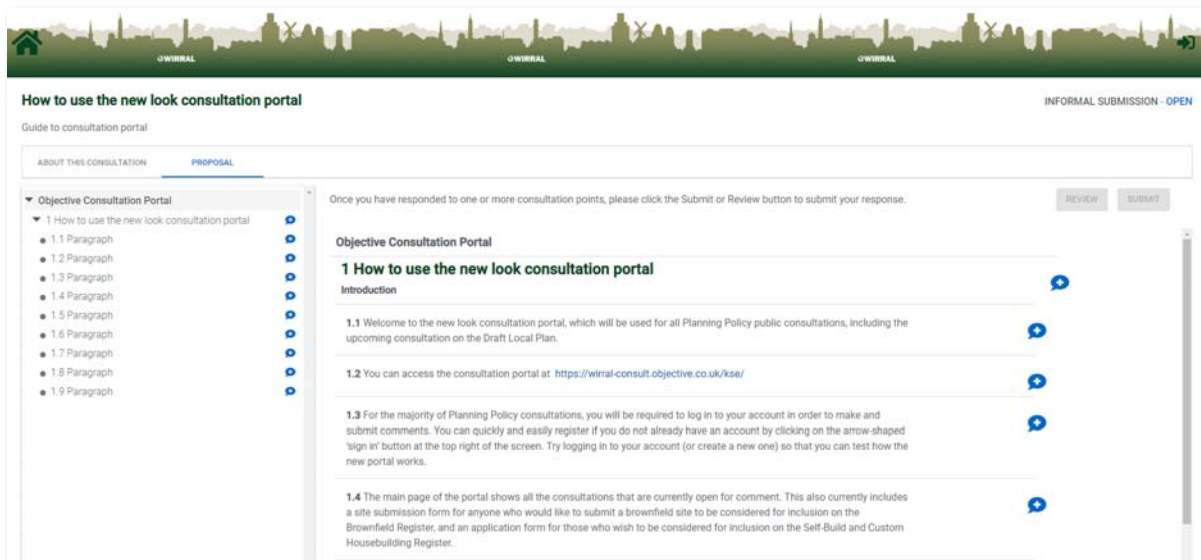 WIRRAL WIRRAL WIRRAL
How to use the new look consultation portal
INFORMAL SUBMISSION - OPEN
Guide to consultation portal
ABOUT THIS CONSULTATION PROPOSAL
Objective Consultation Portal
1 How to use the new look consultation portal
1.1 Paragraph
1.2 Paragraph
1.3 Paragraph
1.4 Paragraph
1.5 Paragraph
1.6 Paragraph
1.7 Paragraph
1.8 Paragraph
1.9 Paragraph
Once you have responded to one or more consultation points, please click the Submit or Review button to submit your response.
REVIEW SUBMIT
Objective Consultation Portal
1 How to use the new look consultation portal
Introduction
1.1 Welcome to the new look consultation portal, which will be used for all Planning Policy public consultations, including the
upcoming consultation on the Draft Local Plan.
1.2 You can access the consultation portal at https://wirral-consult.objective.co.uk/kse/
1.3 For the majority of Planning Policy consultations, you will be required to log in to your account in order to make and
submit comments. You can quickly and easily register if you do not already have an account by clicking on the arrow-shaped
'sign in' button at the top right of the screen. Try logging in to your account (or create a new one) so that you can test how the
new portal works.
1.4 The main page of the portal shows all the consultations that are currently open for comment. This also currently includes
a site submission form for anyone who would like to submit a brownfield site to be considered for inclusion on the
Brownfield Register, and an application form for those who wish to be considered for inclusion on the Self-Build and Custom
Housebuilding Register.